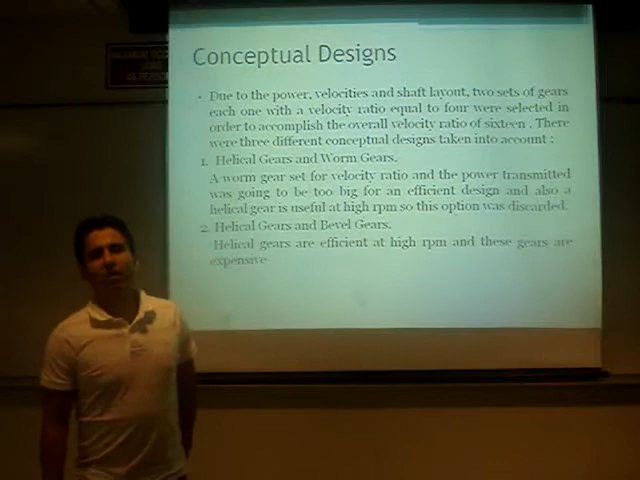 MAXIMUM OCC
Conceptual Designs
• Due to the power, velocities and shaft layout, two sets of gears
each one with a velocity ratio equal to four were selected in
order to accomplish the overall velocity ratio of sixteen . There
were three different conceptual designs taken into account :
1. Helical Gears and Worm Gears.
A worm gear set for velocity ratio and the power transmitted
was going to be too big for an efficient design and also a
helical gear is useful at high rpm so this option was discarded.
2. Helical Gears and Bevel Gears.
Helical gears are efficient at high rpm and these gears are
expensive